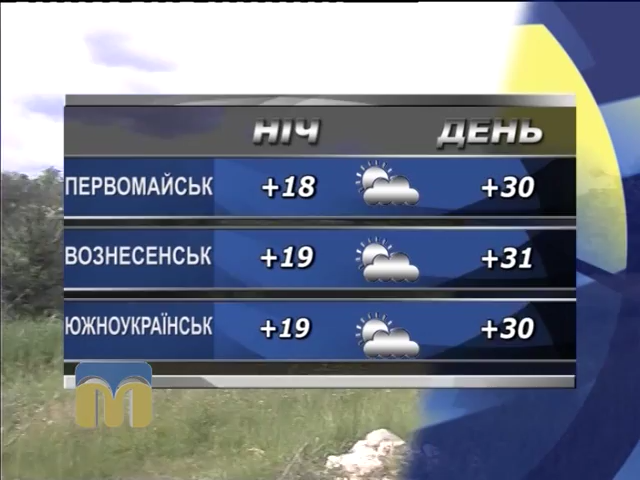 НІЧ ДЕНЬ
ПЕРВОМАЙСЬК +18 +30
ВОЗНЕСЕНСЬК +19 +31
ЮЖНОУКРАЇНСЬК +19 +30